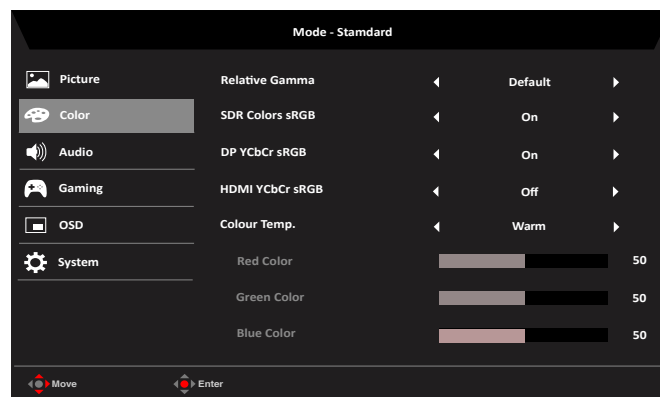 Mode - Stamdard
Picture
Color
Audio
Gaming
OSD
System
Relative Gamma Default
SDR Colors sRGB On
DP YCbCr sRGB On
HDMI YCbCr sRGB Off
Colour Temp. Warm
Red Color 50
Green Color 50
Blue Color 50
Move Enter